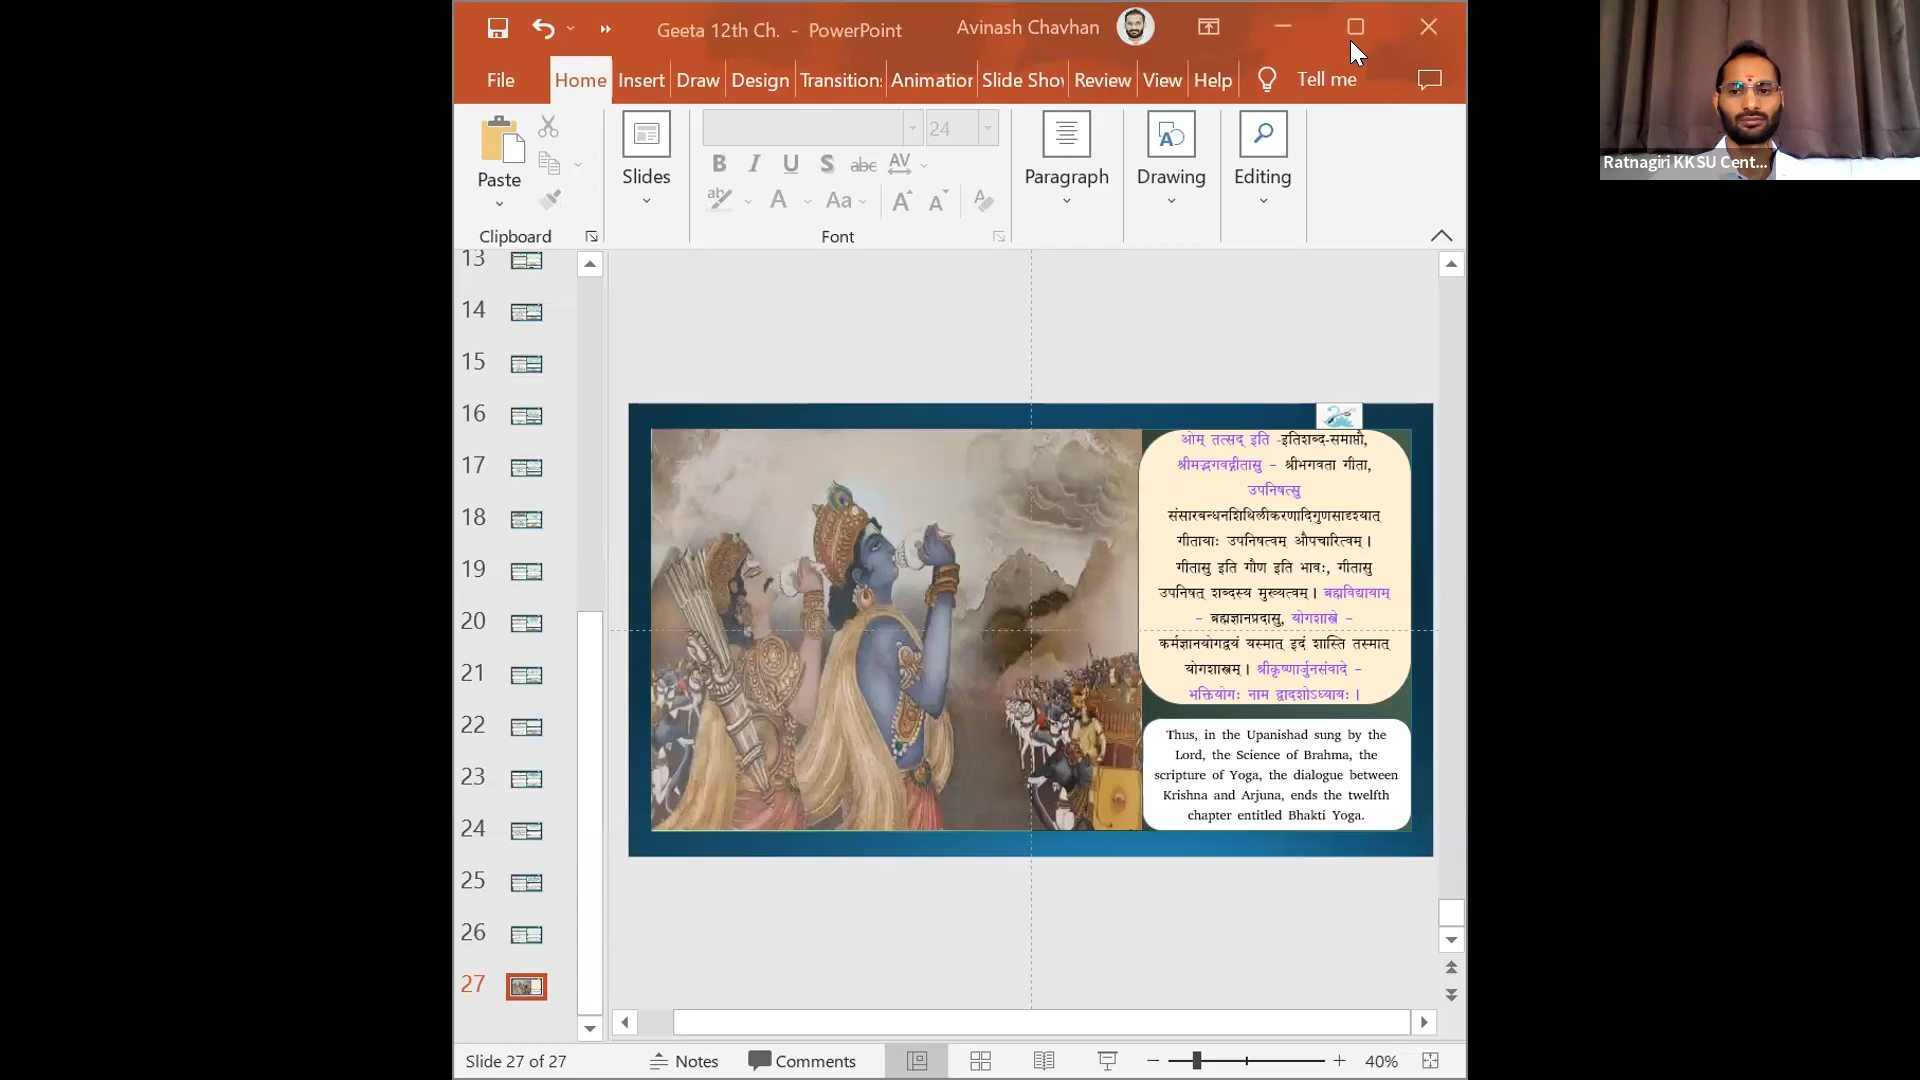 Geeta 12th Ch. - PowerPoint
Avinash Chavhan
File Home Insert Draw Design Transition: Animatior Slide Sho Review View Help Tell me
24
Paste
Slides
Paragraph
Drawing
Editing
Clipboard
Font
13
14
15
16
17
18
19
20
21
22
23
24
25
26
27
ओम् तत्सद् इति -इतिशब्द-समाप्तौ,
श्रीमद्भगवद्गीतासु – श्रीभगवता गीता,
उपनिषत्सु
संसारबन्धनशिथिलीकरणादिगुणसादृश्यात्
गीतायाः उपनिषत्वम् औपचारित्वम् ।
गीतासु इति गौण इति भावः, गीतासु
उपनिषत् शब्दस्य मुख्यत्वम् । ब्रह्मविद्यायाम्
– ब्रह्मज्ञानप्रदासु, योगशास्त्रे –
कर्मज्ञानयोगद्वयं यस्मात् इदं शास्ति तस्मात्
योगशास्त्रम् । श्रीकृष्णार्जुनसंवादे –
भक्तियोगः नाम द्वादशोऽध्यायः ।
Thus, in the Upanishad sung by the
Lord, the Science of Brahma, the
scripture of Yoga, the dialogue between
Krishna and Arjuna, ends the twelfth
chapter entitled Bhakti Yoga.
Slide 27 of 27
Notes
Comments
40%
Ratnagiri KKSU Cent...